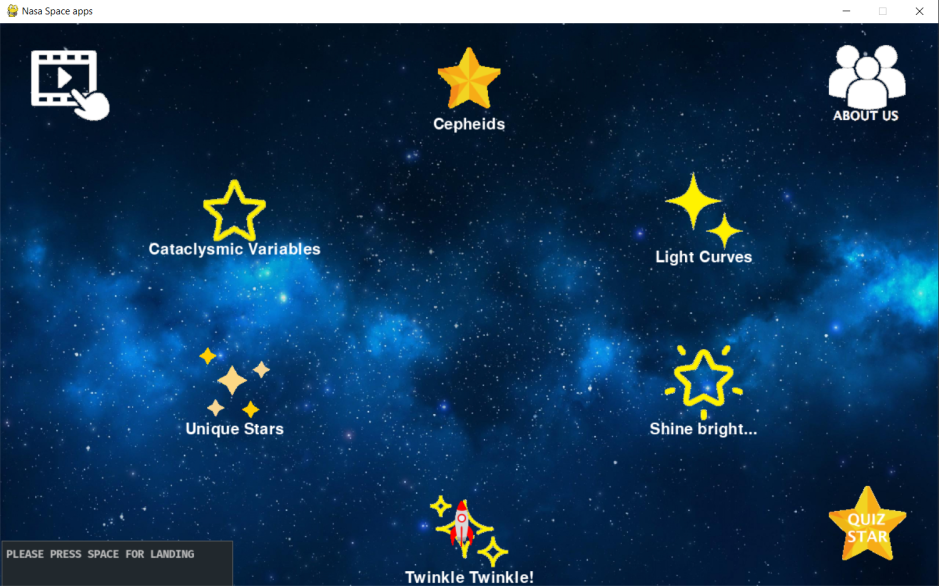 Nasa Space apps
Cepheids
ABOUT US
Cataclysmic Variables
Light Curves
Unique Stars
Shine bright...
QUIZ
STAR
PLEASE PRESS SPACE FOR LANDING
Twinkle Twinkle!